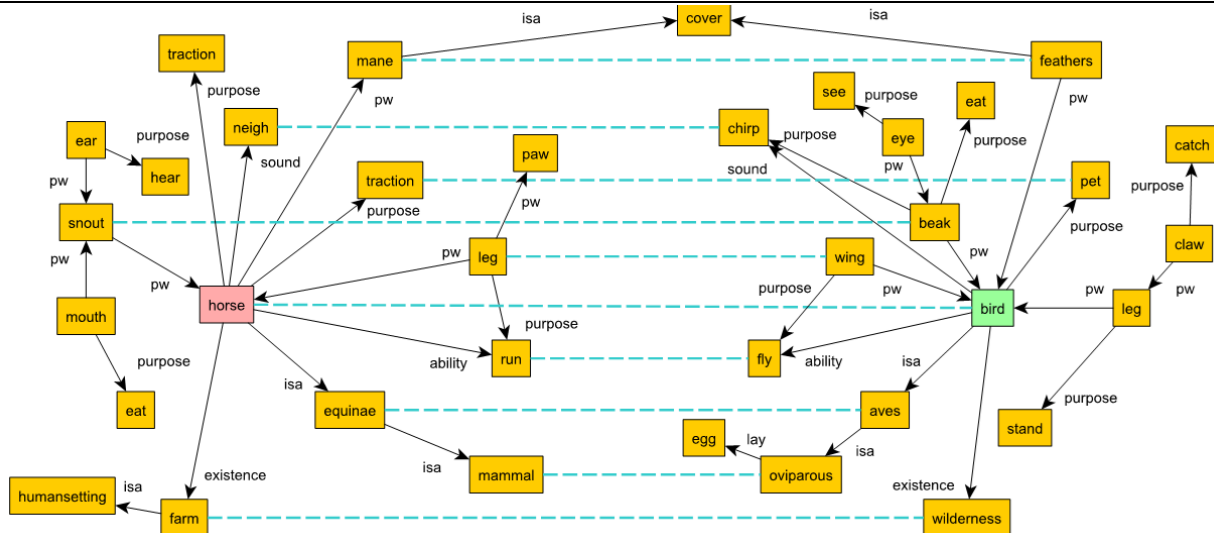 isa cover isa
traction mane feathers
purpose see purpose eat pw
pw
neigh chirp purpose eye purpose catch
ear purpose paw
sound
hear traction sound pw pet purpose
pw purpose pw
snout beak purpose claw
pw pw leg wing pw
pw purpose pw pw pw
horse bird leg
mouth
purpose
purpose ability run fly ability isa
isa
eat equinae aves purpose
egg lay stand
isa mammal oviparous isa
existence
humansetting isa existence
farm wilderness